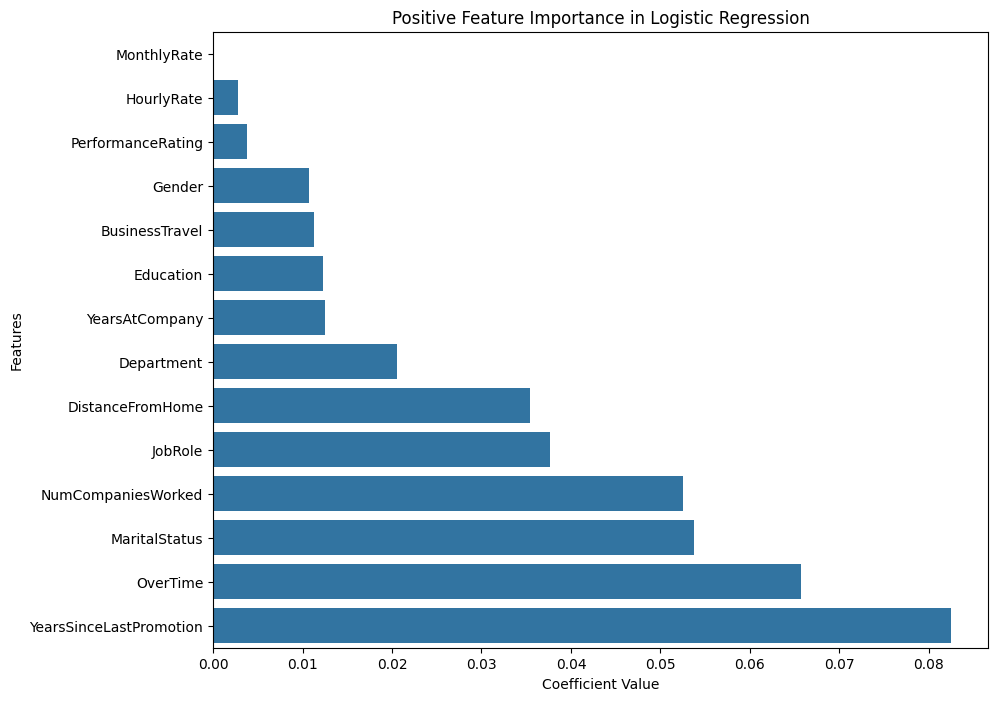 Positive Feature Importance in Logistic Regression
Features
MonthlyRate
HourlyRate
PerformanceRating
Gender
BusinessTravel
Education
YearsAtCompany
Department
DistanceFromHome
JobRole
NumCompaniesWorked
MaritalStatus
OverTime
YearsSinceLastPromotion
0.00 0.01 0.02 0.03 0.04 0.05 0.06 0.07 0.08
Coefficient Value